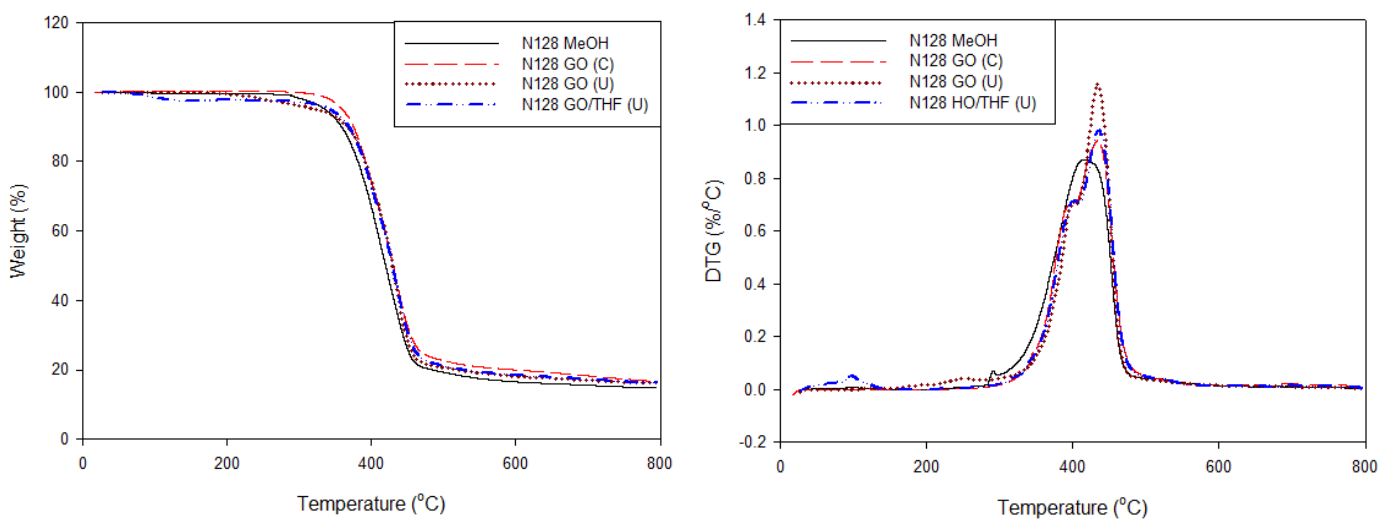 120
100
80
60
40
20
0
Weight (%)
N128 MeOH
N128 GO (C)
N128 GO (U)
N128 GO/THF (U)
0 200 400 600 800
Temperature (°C)
1.4
1.2
1.0
0.8
0.6
0.4
0.2
0.0
-0.2
DTG (%/°C)
N128 MeOH
N128 GO (C)
N128 GO (U)
N128 HO/THF (U)
0 200 400 600 800
Temperature (°C)